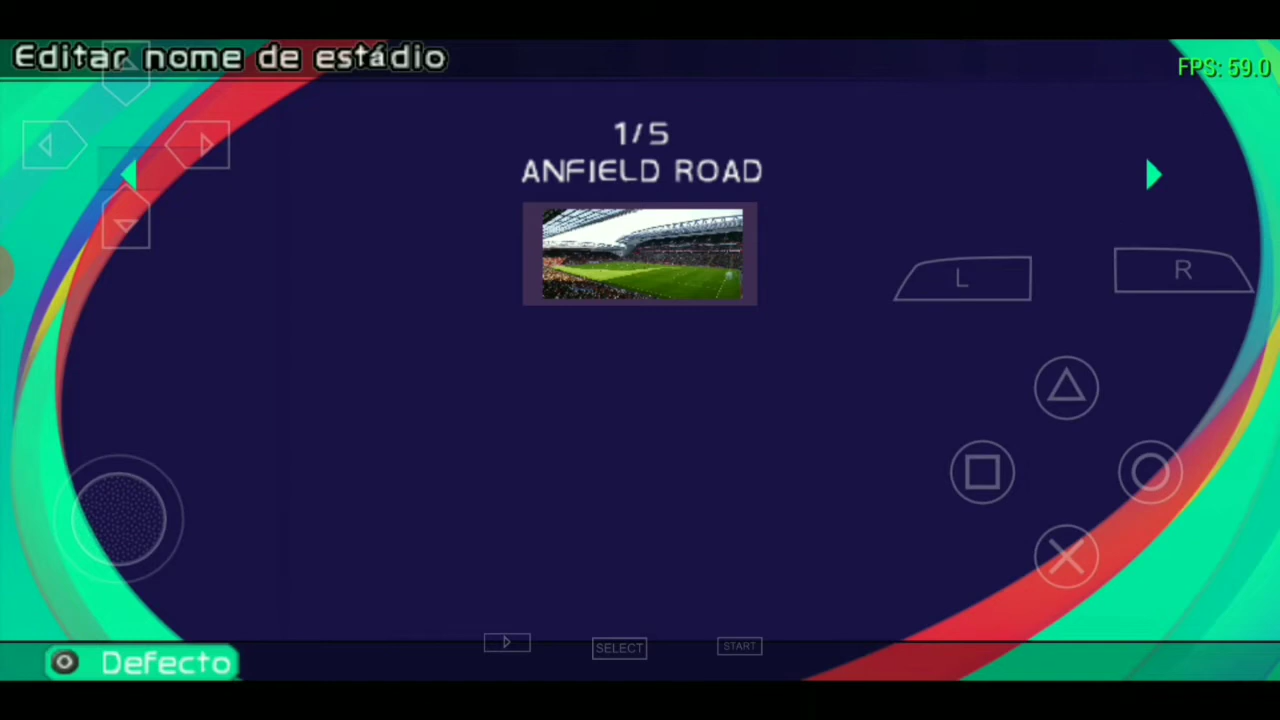 Editar nome de estádio
FPS: 59.0
1/5
ANFIELD ROAD
L
R
SELECT
START
Defecto